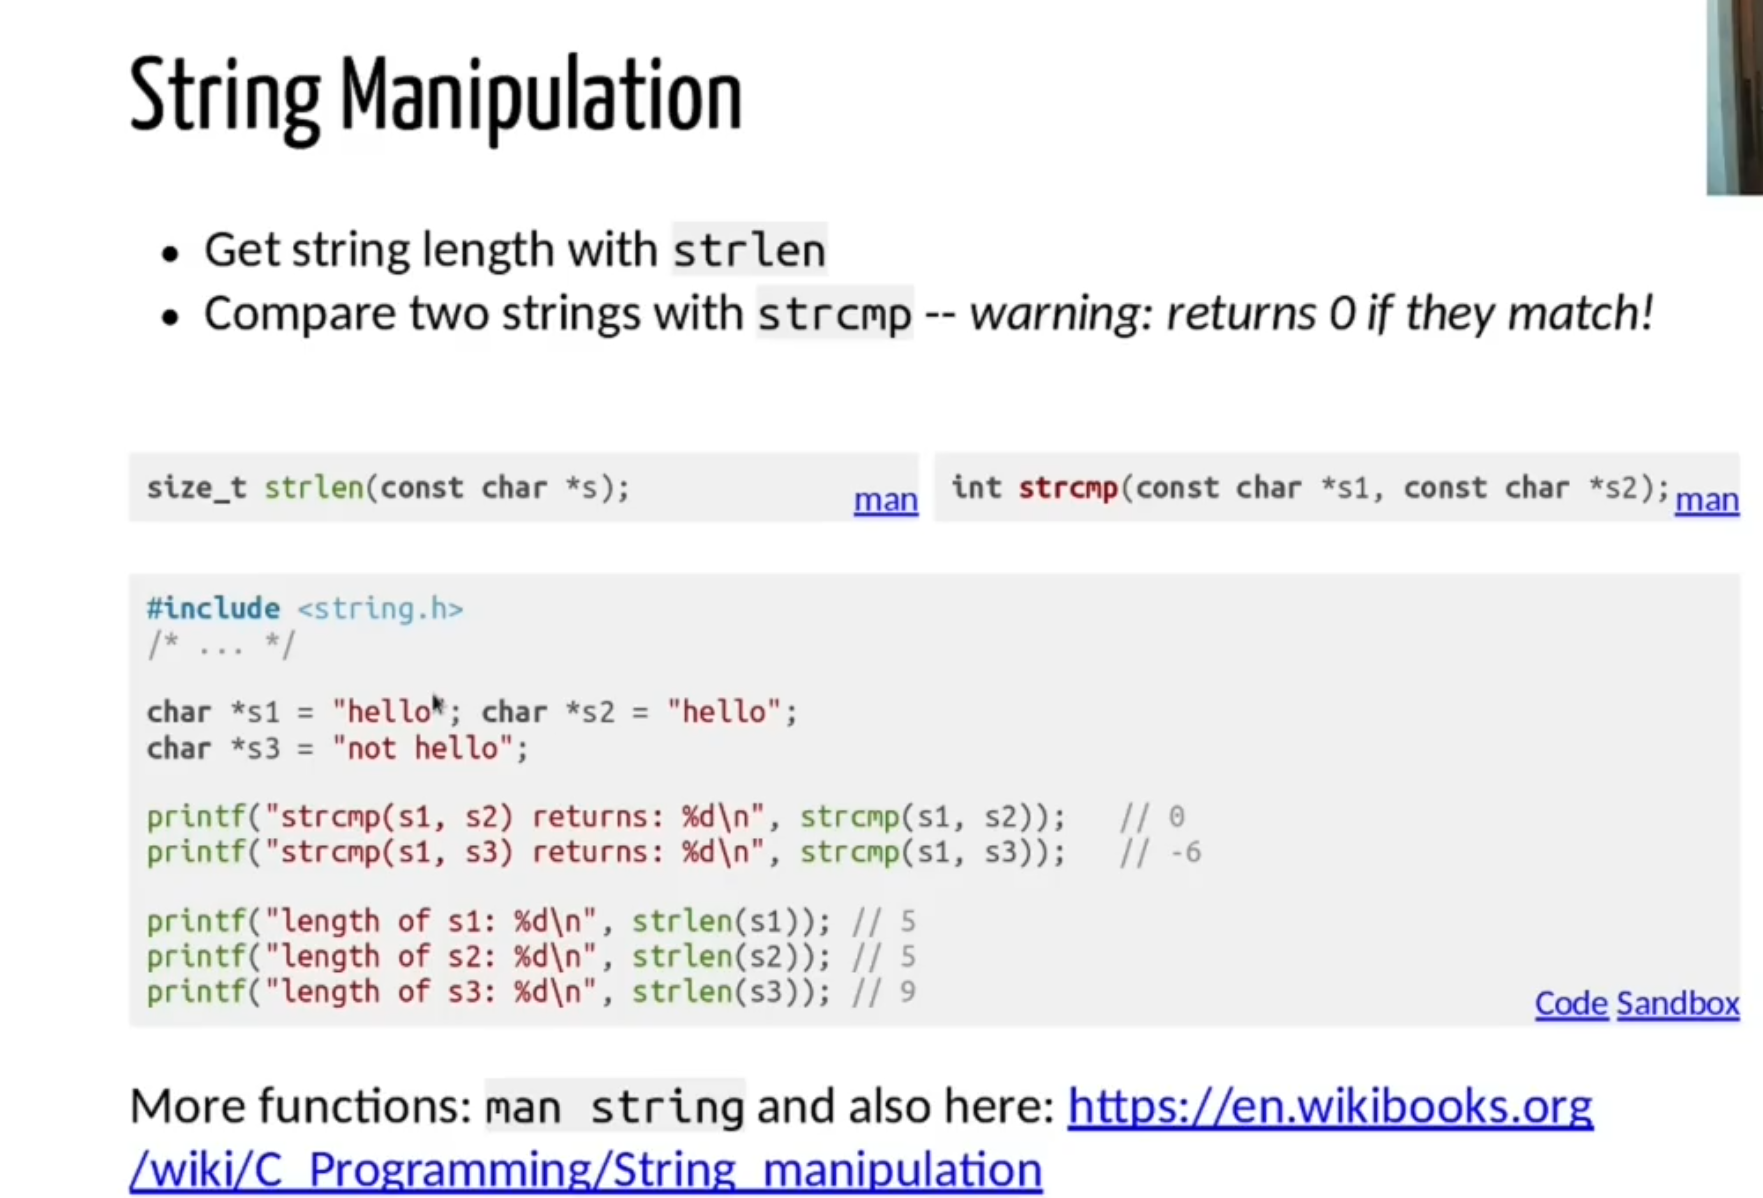 String Manipulation
• Get string length with strlen
• Compare two strings with strcmp -- warning: returns 0 if they match!
size_t strlen(const char *s); man
int strcmp(const char *s1, const char *s2); man
#include <string.h>
/* ... */
char *s1 = "hello"; char *s2 = "hello";
char *s3 = "not hello";
printf("strcmp(s1, s2) returns: %d\n", strcmp(s1, s2)); // 0
printf("strcmp(s1, s3) returns: %d\n", strcmp(s1, s3)); // -6
printf("length of s1: %d\n", strlen(s1)); // 5
printf("length of s2: %d\n", strlen(s2)); // 5
printf("length of s3: %d\n", strlen(s3)); // 9
Code Sandbox
More functions: man string and also here: https://en.wikibooks.org
/wiki/C_Programming/String_manipulation